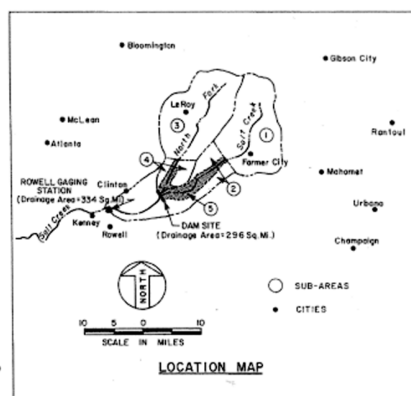 Bloomington
Gibson City
LeRoy
North Fork
Salt Creek
1
3
McLean
Rantoul
Atlanta
4
Farmer City
ROWELL GAGING
STATION
(Drainage Area=334 Sq.Mi.)
Clinton
2
Mahomet
5
Urbana
Salt Creek
Kenney
Rowell
DAM SITE
(Drainage Area=296 Sq. Mi.)
Champaign
NORTH
SUB-AREAS
CITIES
10 5 0 10
SCALE IN MILES
LOCATION MAP